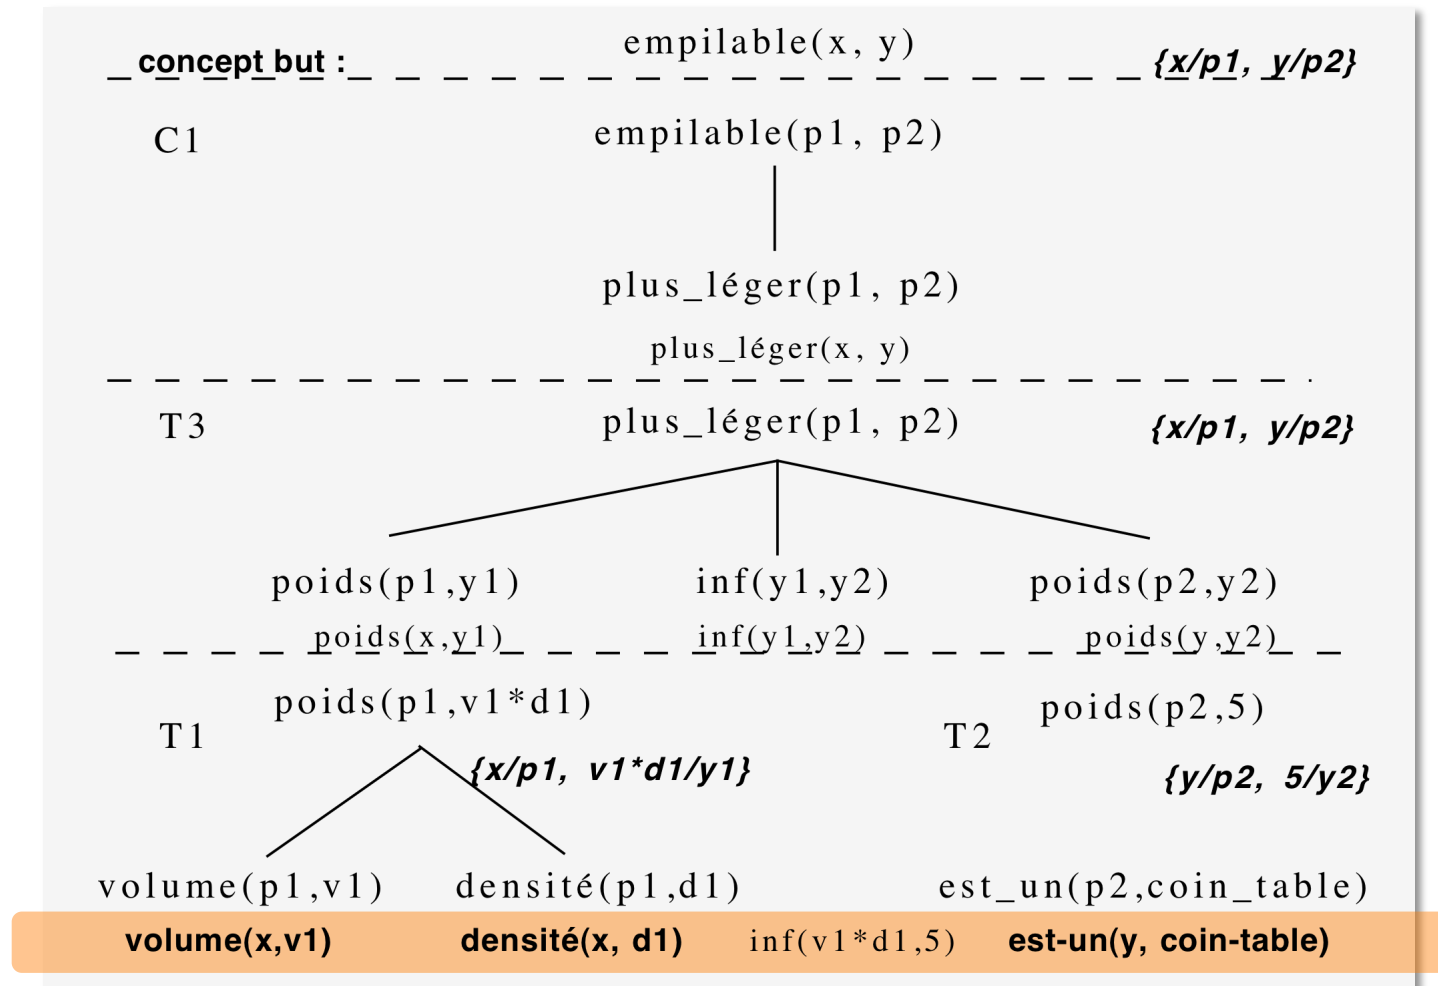 concept but : empilable(x, y) {x/p1, y/p2}
C1 empilable(p1, p2)
plus_léger(p1, p2)
plus_léger(x, y)
T3 plus_léger(p1, p2) {x/p1, y/p2}
poids(p1,y1) inf(y1,y2) poids(p2,y2)
poids(x,y1) inf(y1,y2) poids(y,y2)
poids(p1,v1*d1) poids(p2,5)
T1 T2
{x/p1, v1*d1/y1} {y/p2, 5/y2}
volume(p1,v1) densité(p1,d1) est_un(p2,coin_table)
volume(x,v1) densité(x, d1) inf(v1*d1,5) est-un(y, coin-table)